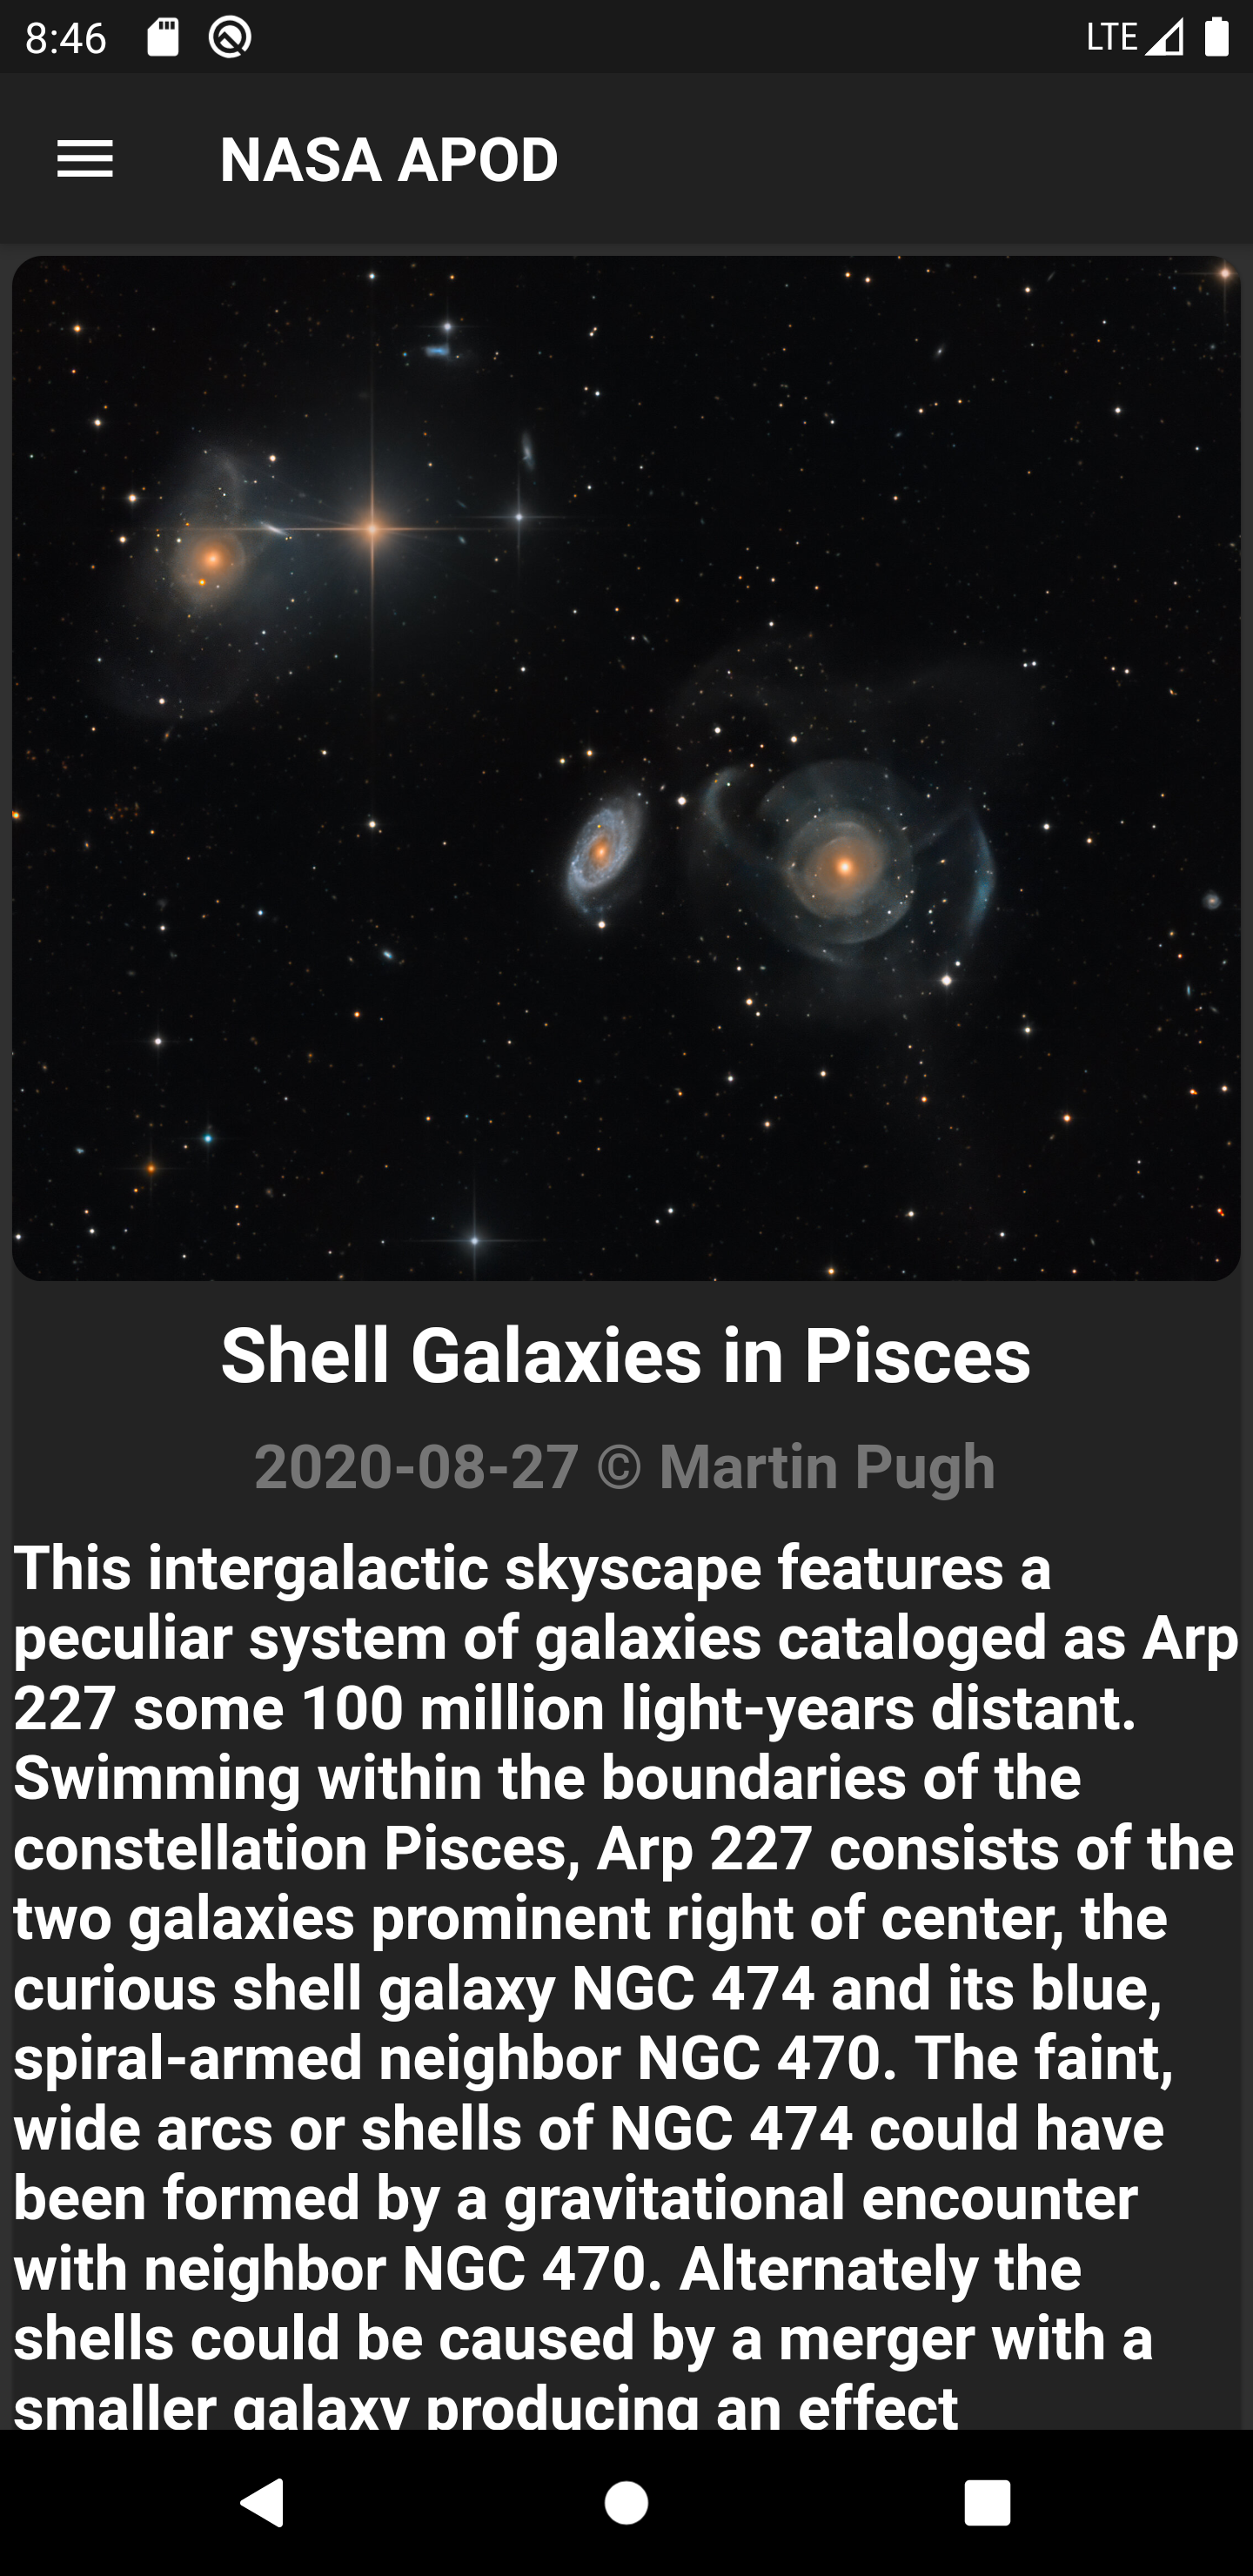 8:46 LTE
NASA APOD
Shell Galaxies in Pisces
2020-08-27 © Martin Pugh
This intergalactic skyscape features a
peculiar system of galaxies cataloged as Arp
227 some 100 million light-years distant.
Swimming within the boundaries of the
constellation Pisces, Arp 227 consists of the
two galaxies prominent right of center, the
curious shell galaxy NGC 474 and its blue,
spiral-armed neighbor NGC 470. The faint,
wide arcs or shells of NGC 474 could have
been formed by a gravitational encounter
with neighbor NGC 470. Alternately the
shells could be caused by a merger with a
smaller galaxy producing an effect